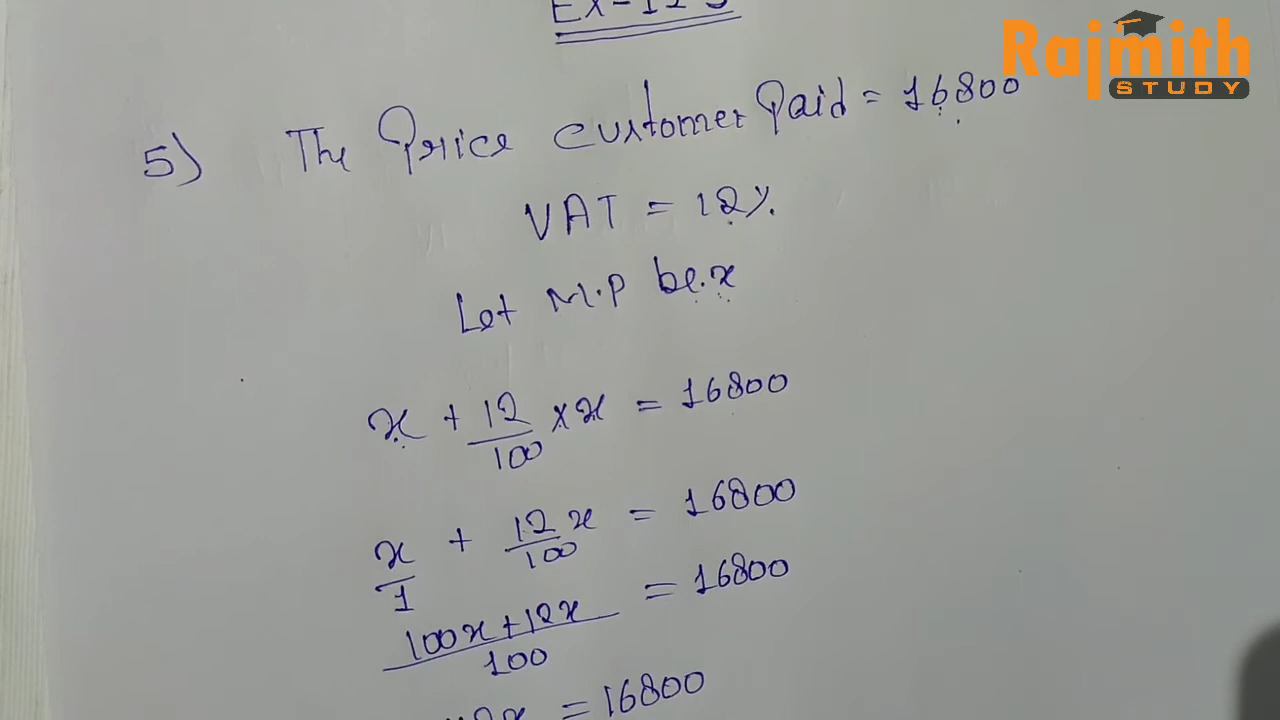 Rajmith
STUDY
5) The Price customer Paid = 16800
VAT = 12%
Let M.P be.x
x + 12/100 × x = 16800
x/1 + 12/100 x = 16800
100x + 12x / 100 = 16800
= 16800